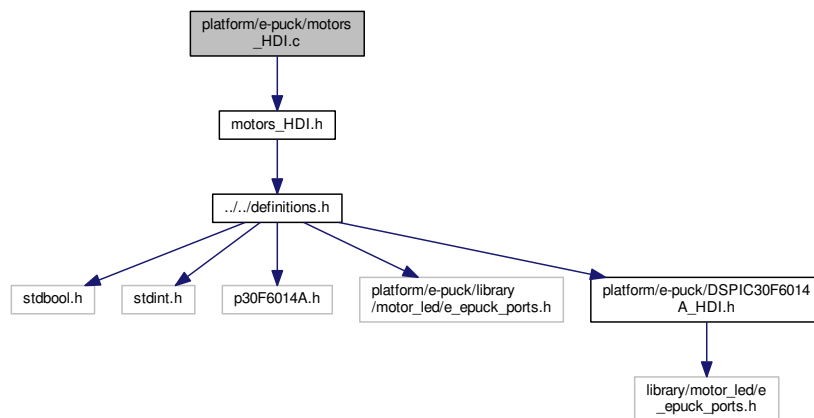 platform/e-puck/motors
_HDI.c
motors_HDI.h
../../definitions.h
stdbool.h
stdint.h
p30F6014A.h
platform/e-puck/library
/motor_led/e_epuck_ports.h
platform/e-puck/DSPIC30F6014
A_HDI.h
library/motor_led/e
_epuck_ports.h